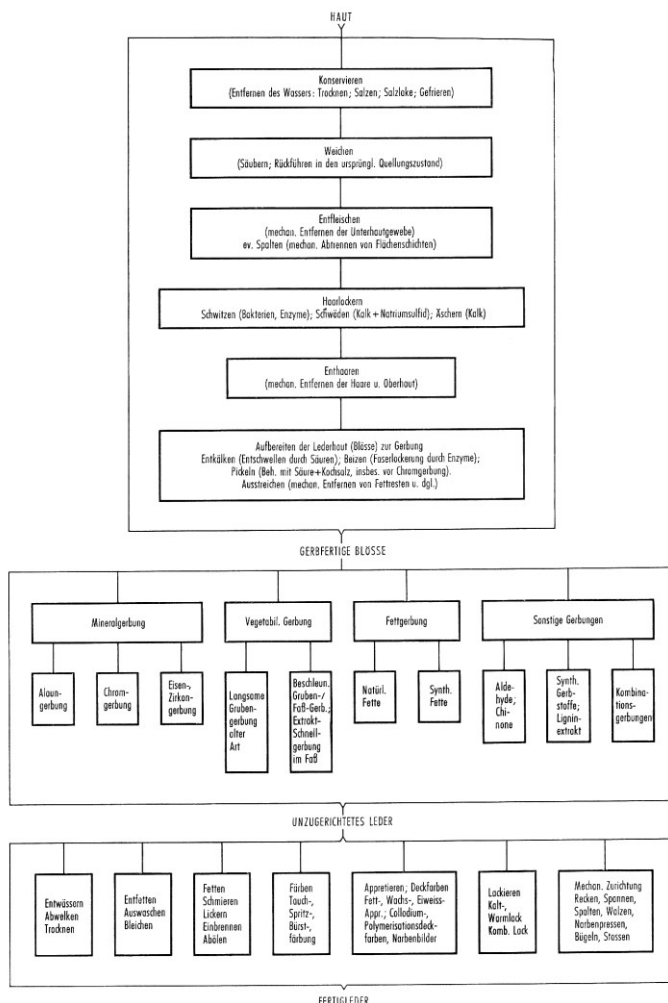 HAUT
Konservieren
(Entfernen des Wassers: Trocknen; Salzen; Salzlake; Gefrieren)
Weichen
(Säubern; Rückführen in den ursprüngl. Quellungszustand)
Entfleischen
(mechan. Entfernen der Unterhautgewebe)
ev. Spalten (mechan. Abtrennen von Flächenschichten)
Haarlockern
Schwitzen (Bakterien, Enzyme); Schwöden (Kalk + Natriumsulfid); Äschern (Kalk)
Enthaaren
(mechan. Entfernen der Haare u. Oberhaut)
Aufbereiten der Lederhaut (Blösse) zur Gerbung
Entkälken (Entschwellen durch Säuren); Beizen (Faserlockerung durch Enzyme);
Pickeln (Beh. mit Säure+Kochsalz, insbes. vor Chromgerbung).
Ausstreichen (mechan. Entfernen von Fettresten u. dgl.)
GERBFERTIGE BLÖSSE
Mineralgerbung
Vegetabil. Gerbung
Fettgerbung
Sonstige Gerbungen
Alaun-
gerbung
Chrom-
gerbung
Eisen-,
Zirkon-
gerbung
Langsame
Gruben-
gerbung
alter
Art
Beschleun.
Gruben-/
Faß-Gerb.;
Extrakt-
Schnell-
gerbung
im Faß
Natürl.
Fette
Synth.
Fette
Alde-
hyde;
Chi-
none
Synth.
Gerb-
stoffe;
Lignin-
extrakt
Kombina-
tions-
gerbungen
UNZUGERICHTETES LEDER
Entwässern
Abwelken
Trocknen
Entfetten
Auswaschen
Bleichen
Fetten
Schmieren
Lickern
Einbrennen
Abölen
Färben
Tauch-,
Spritz-,
Bürst-,
färbung
Appretieren; Deckfarben
Fett-, Wachs-, Eiweiss-
Appr.; Collodium-,
Polymerisationsdeck-
farben, Narbenbilder
Lackieren
Kalt-,
Warmlack
Komb. Lack
Mechan. Zurichtung
Recken, Spannen,
Spalten, Walzen,
Narbenpressen,
Bügeln, Stossen
FERTIGLEDER